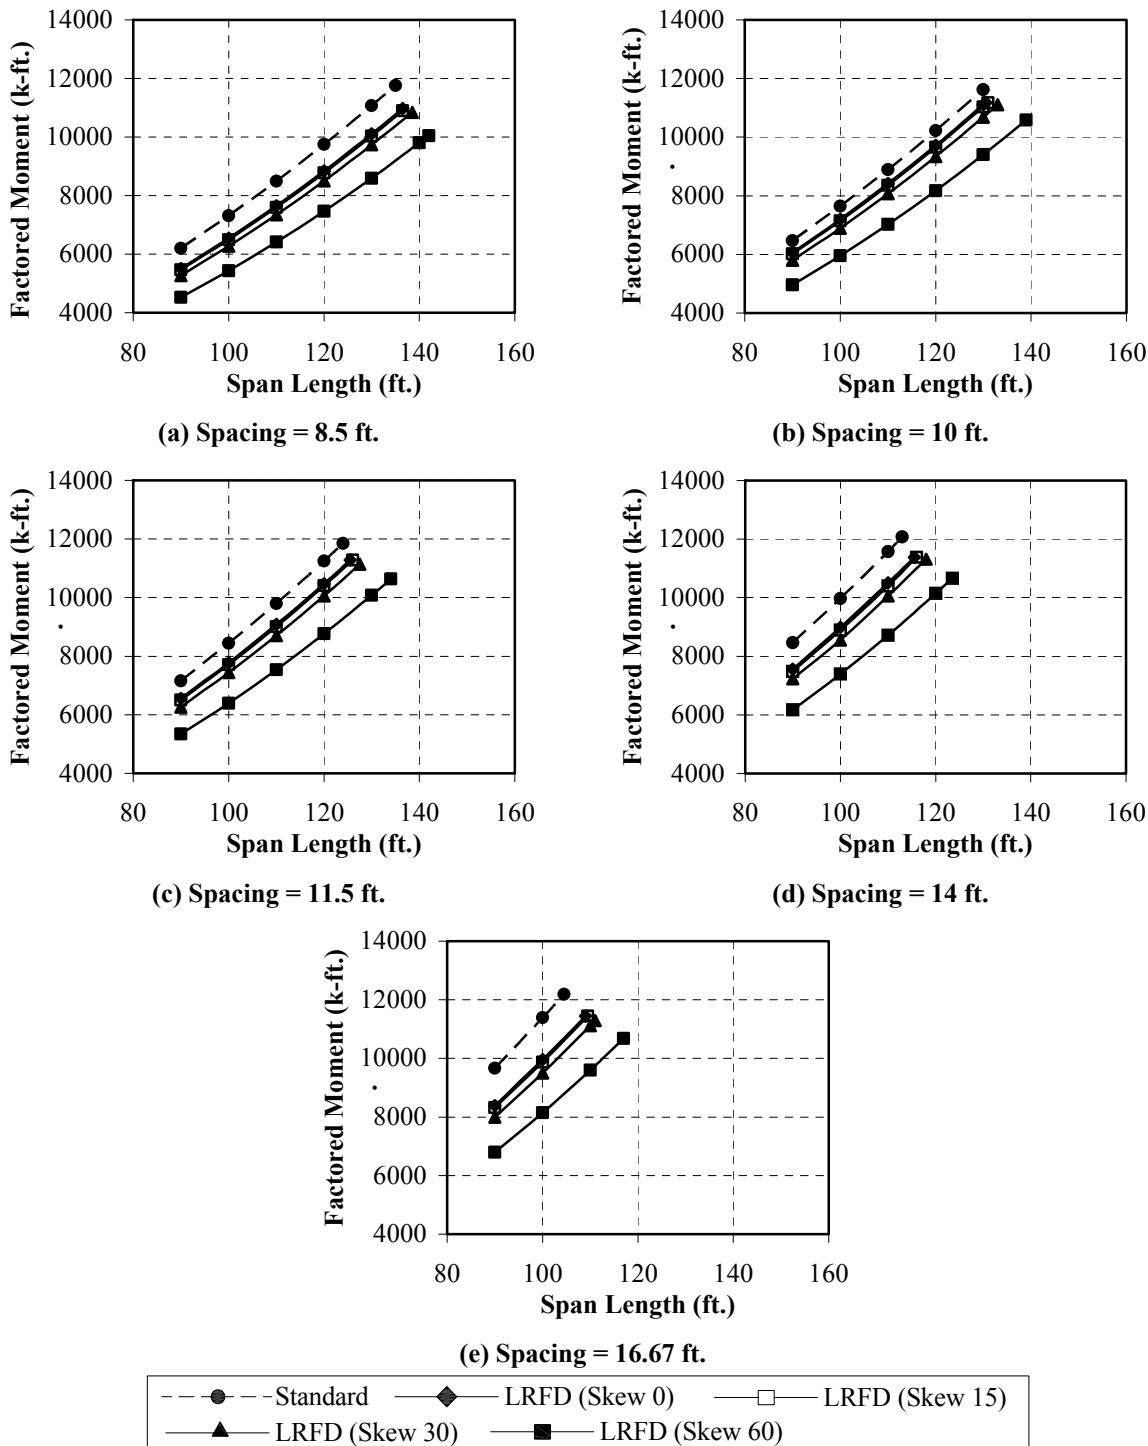 14000
12000
10000
8000
6000
4000
80 100 120 140 160
Factored Moment (k-ft.)
Span Length (ft.)
(a) Spacing = 8.5 ft.
14000
12000
10000
8000
6000
4000
80 100 120 140 160
Factored Moment (k-ft.)
Span Length (ft.)
(b) Spacing = 10 ft.
14000
12000
10000
8000
6000
4000
80 100 120 140 160
Factored Moment (k-ft.)
Span Length (ft.)
(c) Spacing = 11.5 ft.
14000
12000
10000
8000
6000
4000
80 100 120 140 160
Factored Moment (k-ft.)
Span Length (ft.)
(d) Spacing = 14 ft.
14000
12000
10000
8000
6000
4000
80 100 120 140 160
Factored Moment (k-ft.)
Span Length (ft.)
(e) Spacing = 16.67 ft.
Standard LRFD (Skew 0) LRFD (Skew 15)
LRFD (Skew 30) LRFD (Skew 60)